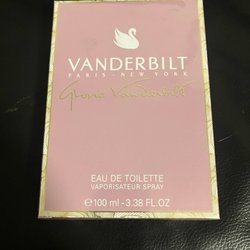 VANDERBILT
PARIS - NEW YORK
Gloria Vanderbilt
EAU DE TOILETTE
VAPORISATEUR SPRAY
e 100 ml - 3.38 FL.OZ